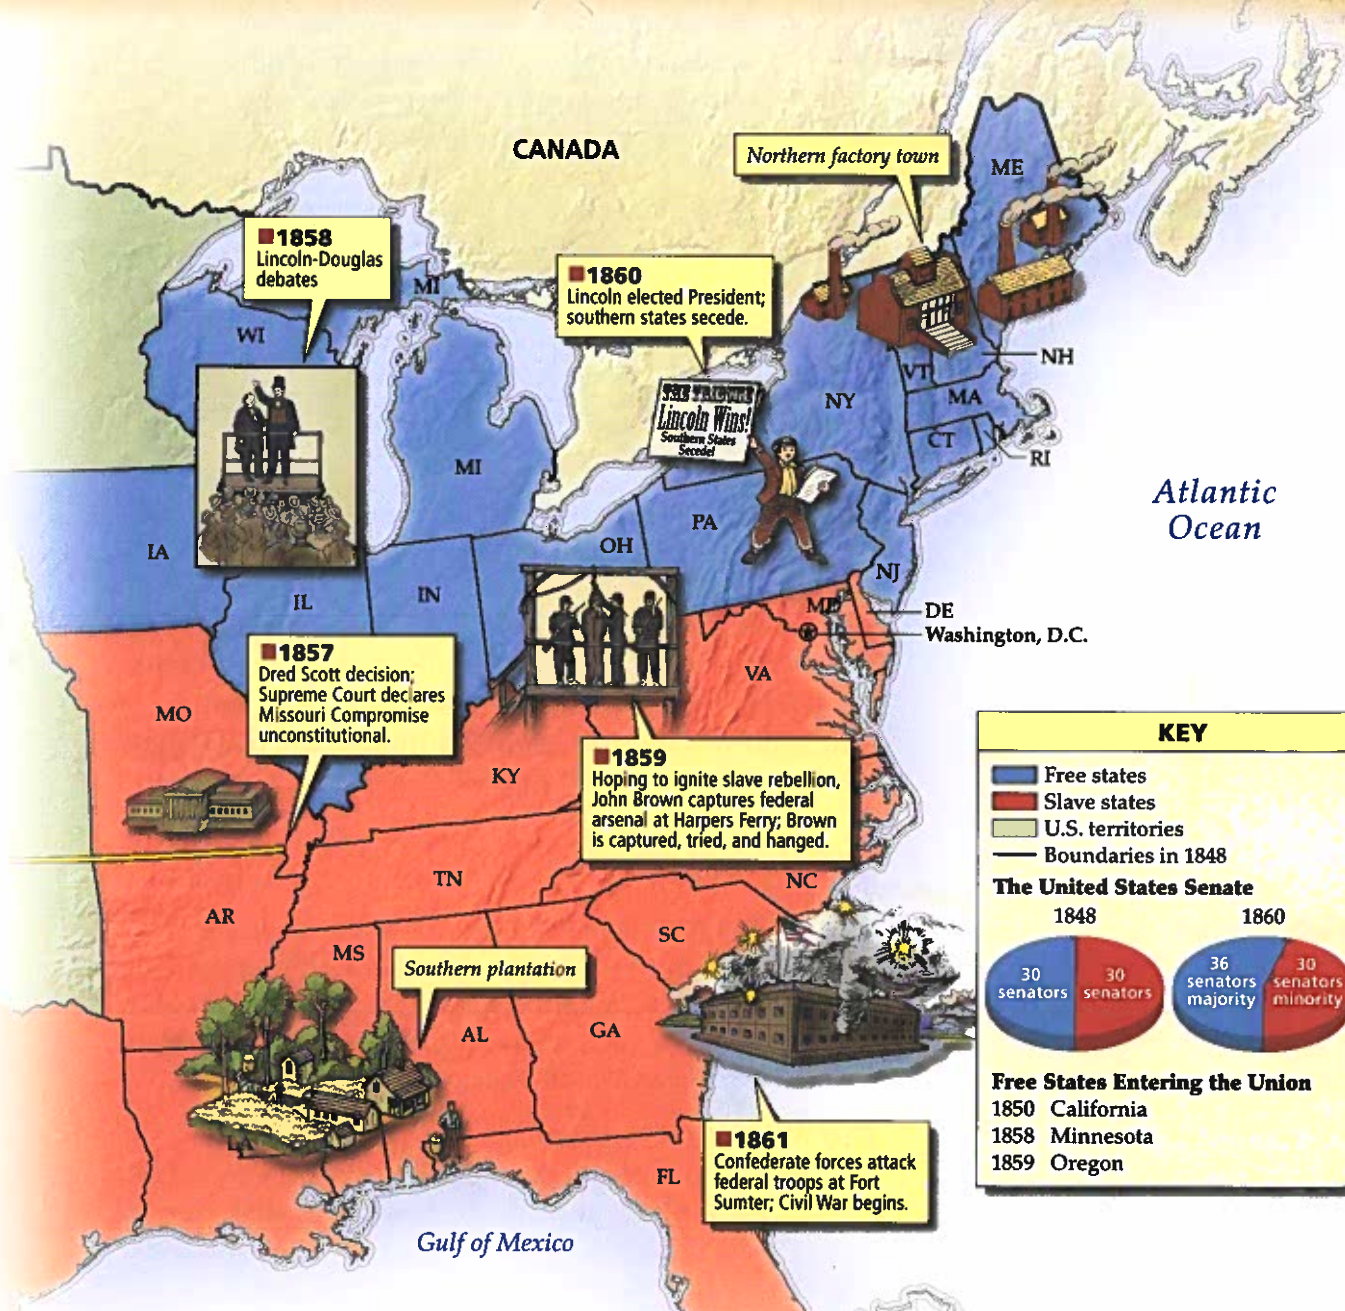 CANADA
Northern factory town
ME
1858
Lincoln-Douglas
debates
1860
Lincoln elected President;
southern states secede.
MI
WI
NH
VT
THE TRIBUNE
Lincoln Wins!
Southern States
Secede!
NY
MA
CT
RI
MI
Atlantic
Ocean
PA
IA
OH
NJ
IL
IN
MD
DE
Washington, D.C.
1857
Dred Scott decision;
Supreme Court declares
Missouri Compromise
unconstitutional.
VA
MO
1859
Hoping to ignite slave rebellion,
John Brown captures federal
arsenal at Harpers Ferry; Brown
is captured, tried, and hanged.
KY
TN
NC
AR
SC
MS
Southern plantation
AL
GA
LA
1861
Confederate forces attack
federal troops at Fort
Sumter; Civil War begins.
FL
Gulf of Mexico
KEY
Free states
Slave states
U.S. territories
Boundaries in 1848
The United States Senate
1848
1860
30
senators
30
senators
36
senators
majority
30
senators
minority
Free States Entering the Union
1850 California
1858 Minnesota
1859 Oregon